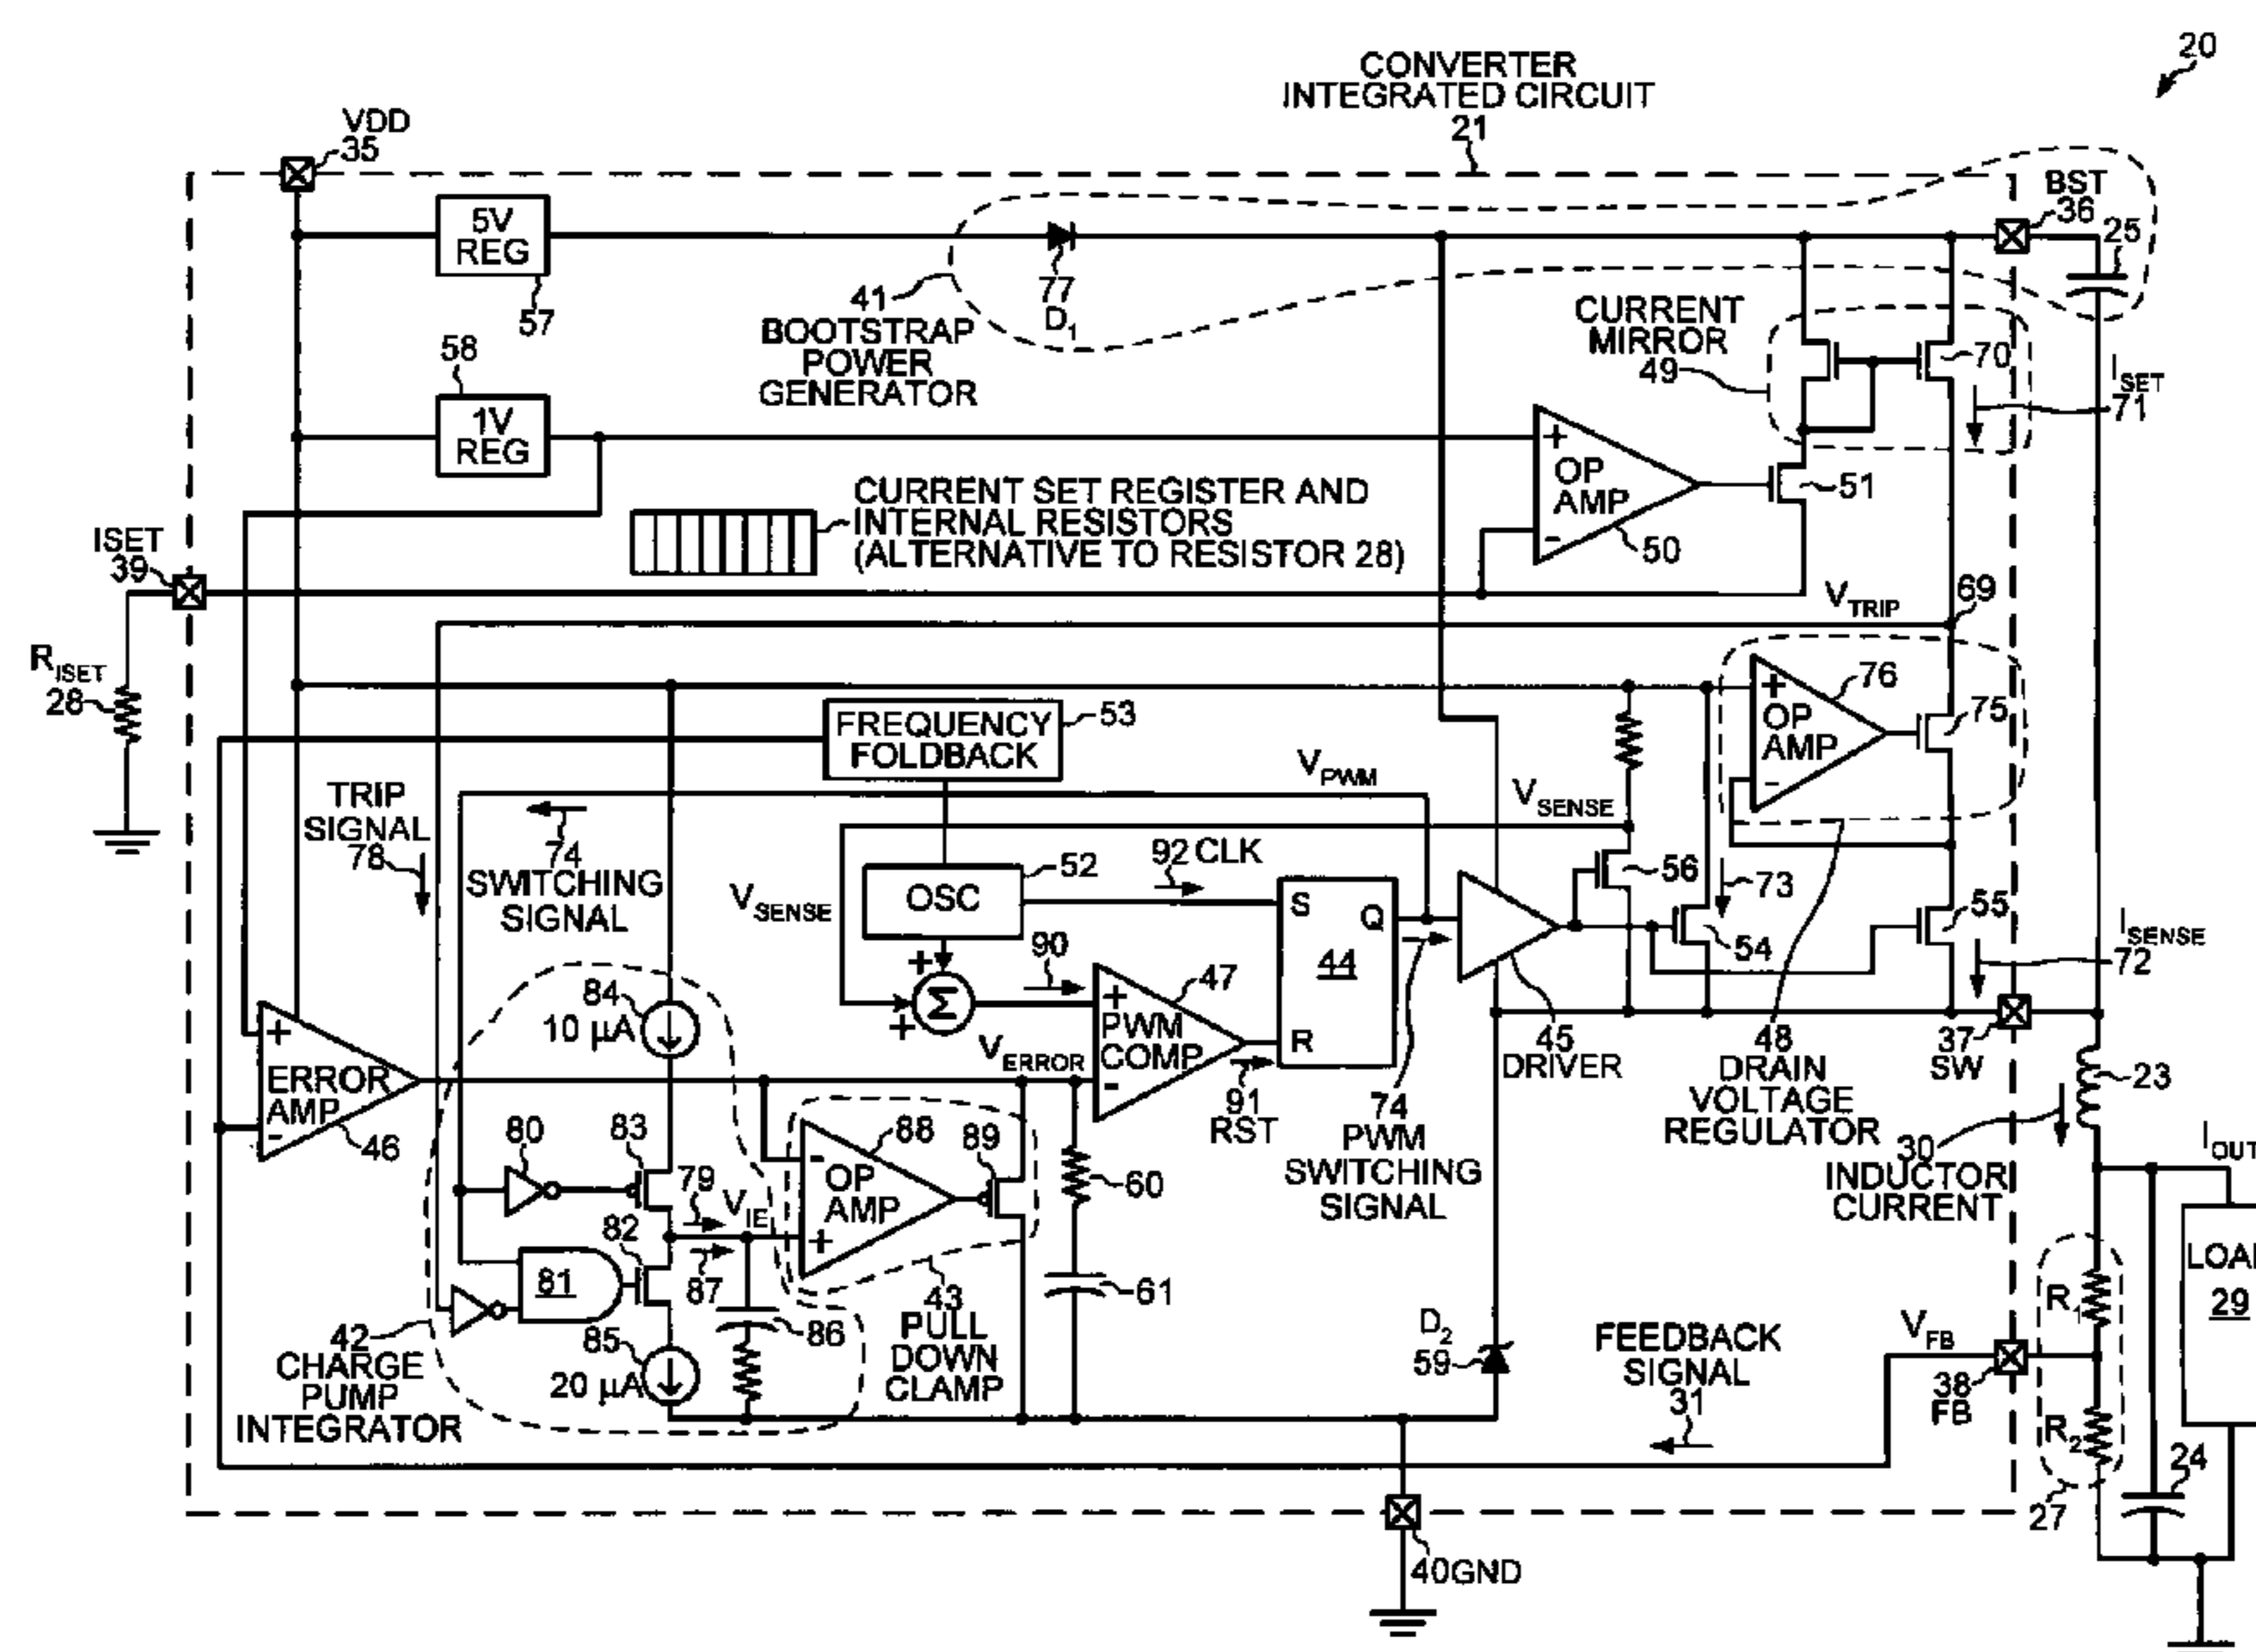 20
CONVERTER
INTEGRATED CIRCUIT
21
VDD
35
BST
36
25
5V
REG
57
77
D1
41
BOOTSTRAP
POWER
GENERATOR
CURRENT
MIRROR
49
70
ISET
71
58
1V
REG
+
OP
AMP
-
50
51
CURRENT SET REGISTER AND
INTERNAL RESISTORS
(ALTERNATIVE TO RESISTOR 28)
ISET
39
RISET
28
VTRIP
69
FREQUENCY
FOLDBACK
53
+
OP
AMP
-
76
75
VPWM
VSENSE
TRIP
SIGNAL
78
74
SWITCHING
SIGNAL
VSENSE
OSC
52
92 CLK
S
Q
44
R
56
73
54
55
ISENSE
72
+
Σ
+
90
+
PWM
COMP
-
47
84
10 µA
VERROR
91
RST
74
PWM
SWITCHING
SIGNAL
45
DRIVER
48
DRAIN
VOLTAGE
REGULATOR
37
SW
23
30
INDUCTOR
CURRENT
IOUT
+
ERROR
AMP
-
46
80
83
79
VIE
82
87
81
-
OP
AMP
+
88
89
60
61
86
43
PULL
DOWN
CLAMP
85
20 µA
42
CHARGE
PUMP
INTEGRATOR
D2
59
FEEDBACK
SIGNAL
31
VFB
38
FB
R1
R2
27
24
LOA
29
40GND